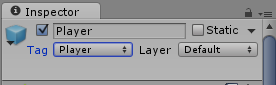 Inspector
Player
Static
Tag Player Layer Default